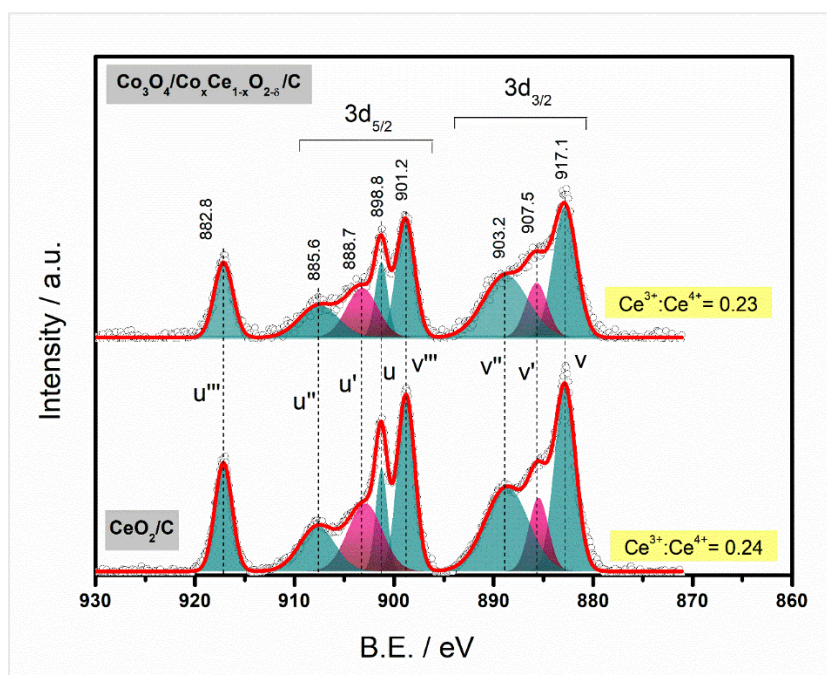 Co₃O₄/CoₓCe₁₋ₓO₂₋δ/C
3d₅/₂
3d₃/₂
882.8
885.6
888.7
898.8
901.2
903.2
907.5
917.1
Ce³⁺:Ce⁴⁺= 0.23
Intensity / a.u.
u'''
u''
u'
u
v'''
v''
v'
v
CeO₂/C
Ce³⁺:Ce⁴⁺= 0.24
930 920 910 900 890 880 870 860
B.E. / eV